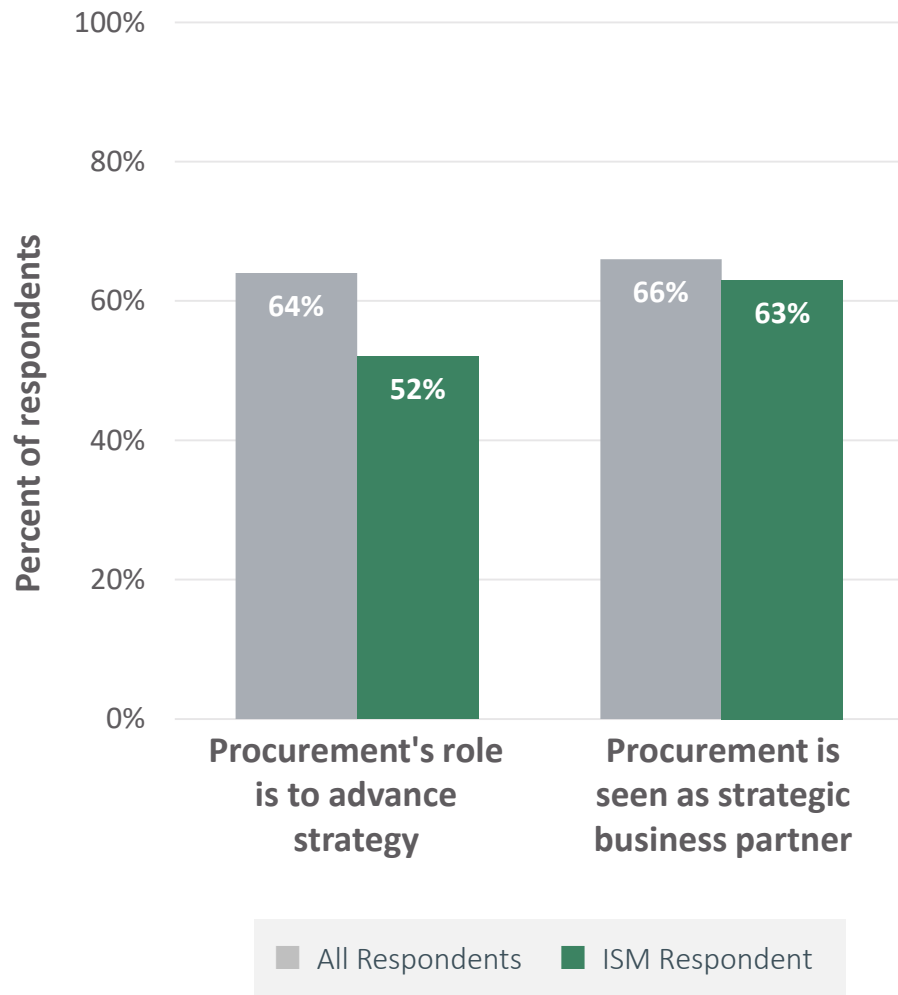 100%
80%
60%
40%
20%
0%
Percent of respondents
64%
52%
66%
63%
Procurement's role
is to advance
strategy
Procurement is
seen as strategic
business partner
All Respondents
ISM Respondent